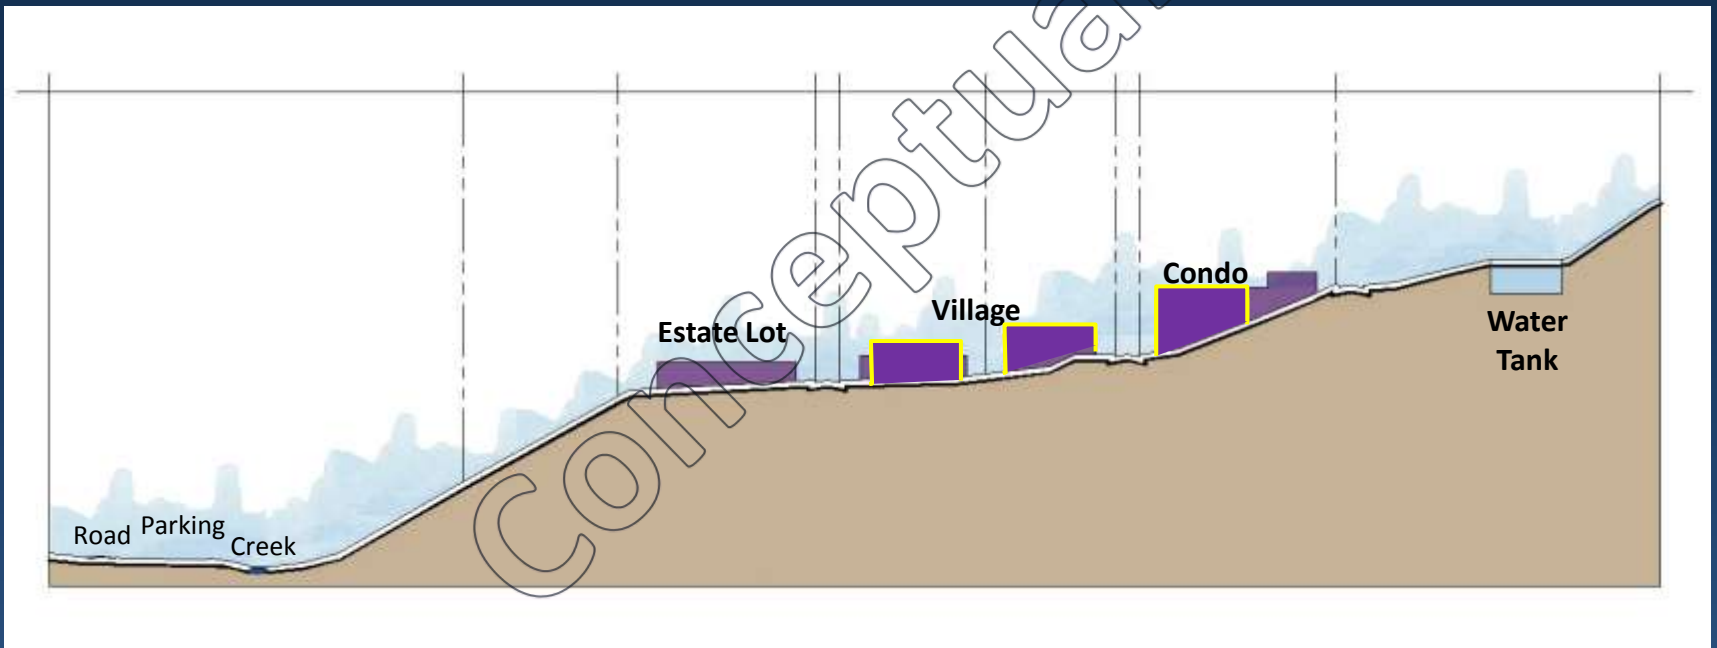 Conceptual
Condo
Village
Estate Lot
Water
Tank
Road
Parking
Creek